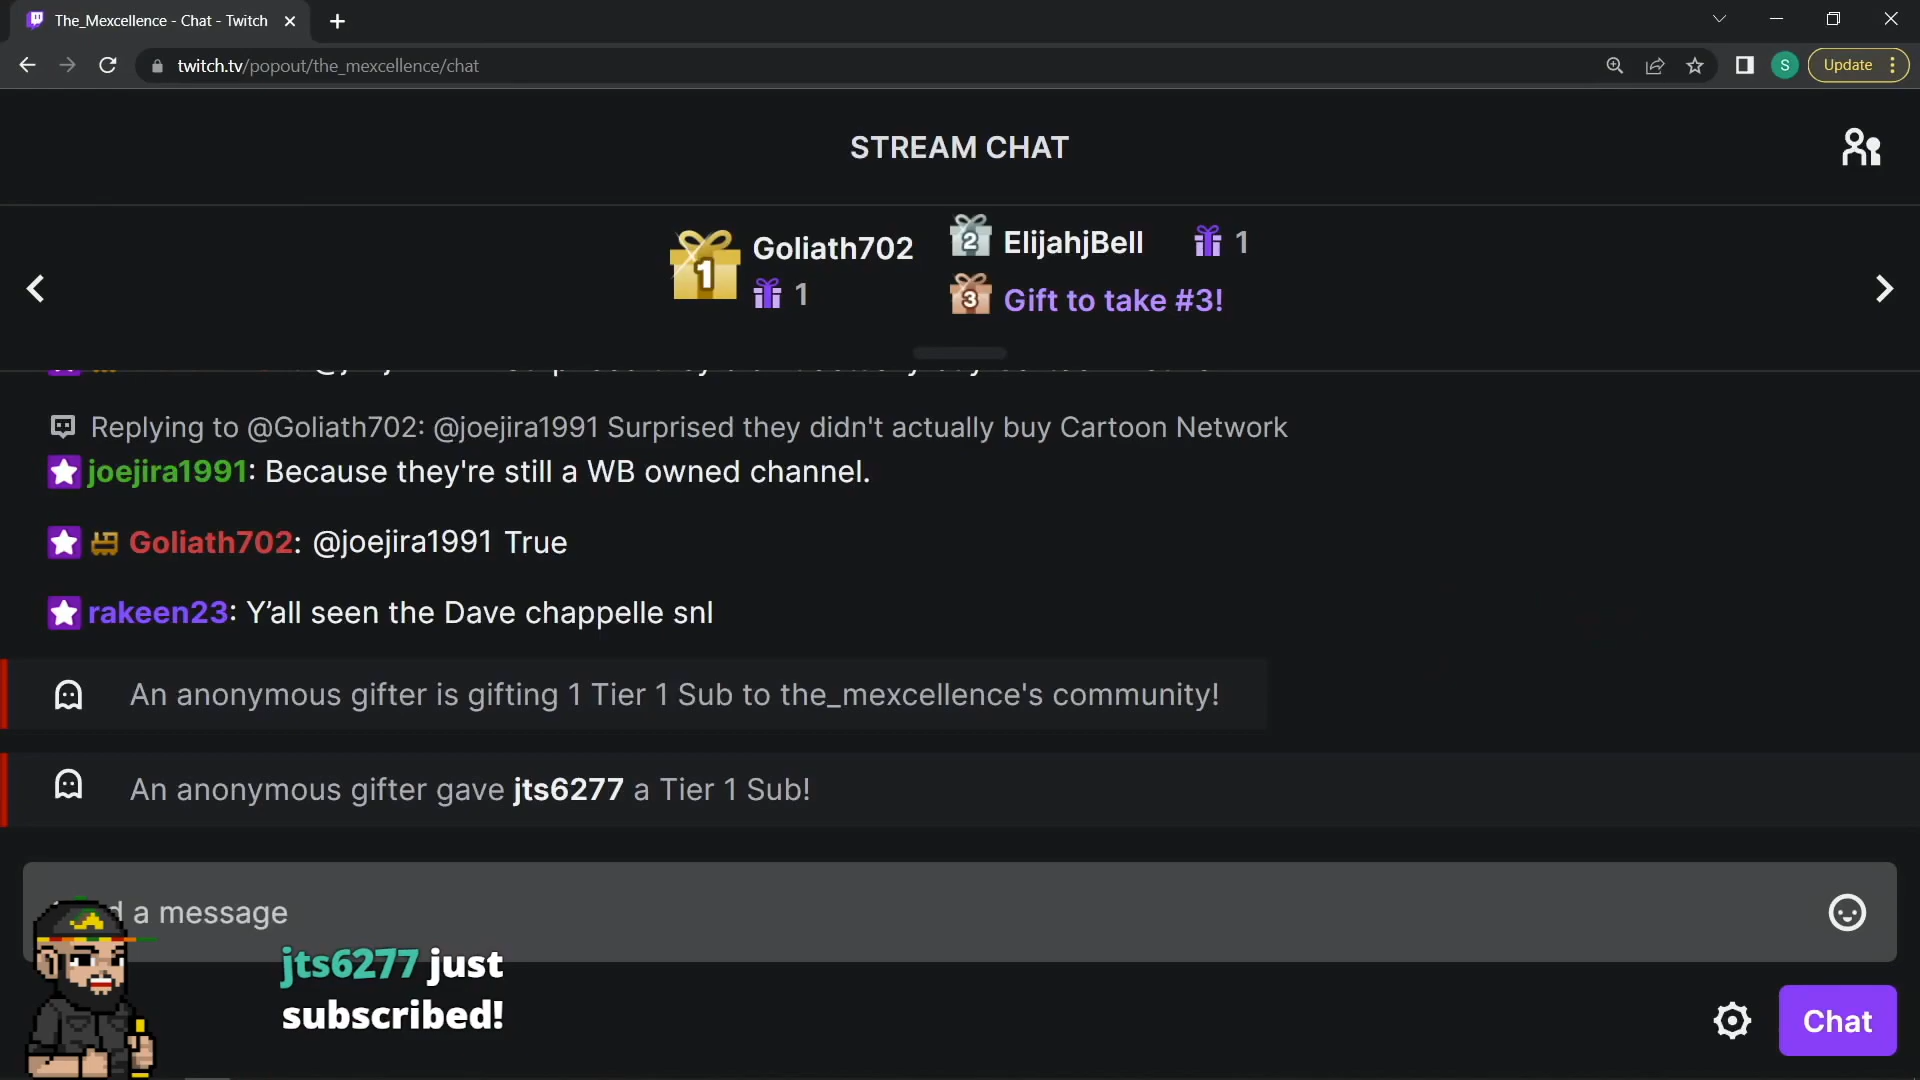 The_Mexcellence - Chat - Twitch
twitch.tv/popout/the_mexcellence/chat
S
Update
STREAM CHAT
1
Goliath702
1
2
ElijahjBell
1
3
Gift to take #3!
Replying to @Goliath702: @joejira1991 Surprised they didn't actually buy Cartoon Network
joejira1991: Because they're still a WB owned channel.
Goliath702: @joejira1991 True
rakeen23: Y’all seen the Dave chappelle snl
An anonymous gifter is gifting 1 Tier 1 Sub to the_mexcellence's community!
An anonymous gifter gave jts6277 a Tier 1 Sub!
a message
jts6277 just
subscribed!
Chat